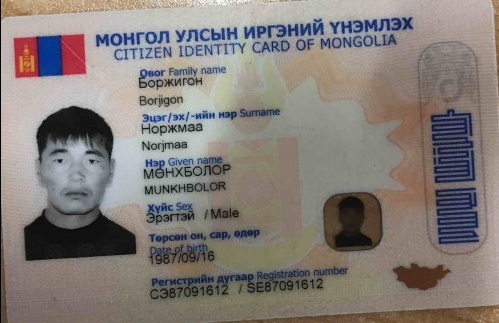 МОНГОЛ УЛСЫН ИРГЭНИЙ ҮНЭМЛЭХ
CITIZEN IDENTITY CARD OF MONGOLIA
Овог Family name
Боржигон
Borjigon
Эцэг/эх/-ийн нэр Surname
Норжмаа
Norjmaa
Нэр Given name
МӨНХБОЛОР
MUNKHBOLOR
Хүйс Sex
Эрэгтэй / Male
Төрсөн он, сар, өдөр
Date of birth
1987/09/16
Регистрийн дугаар Registration number
СЭ87091612 / SE87091612